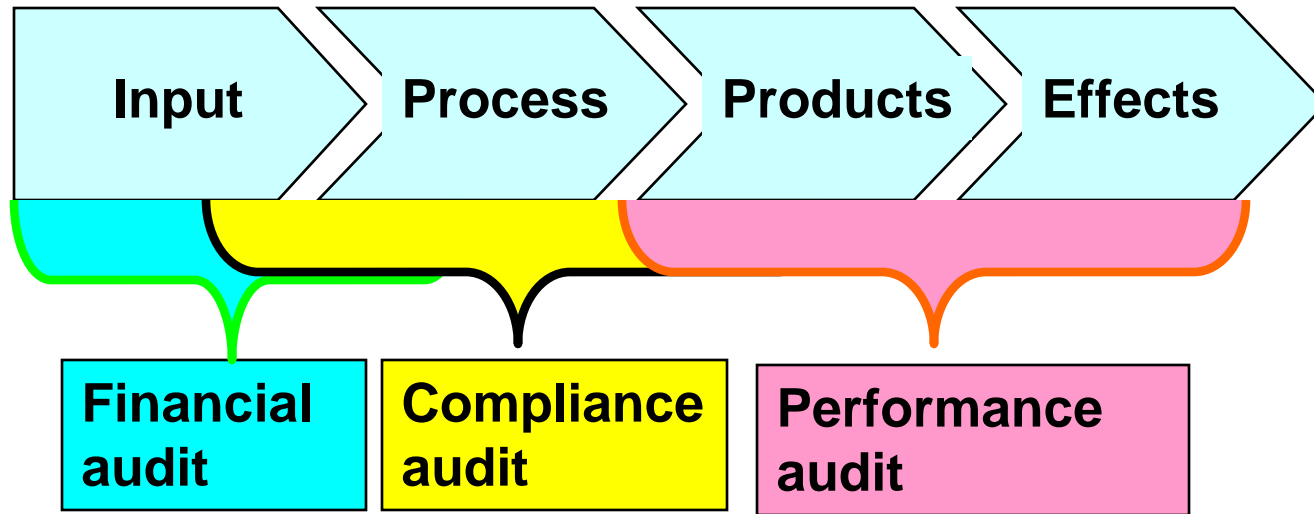 Input
Process
Products
Effects
Financial
audit
Compliance
audit
Performance
audit